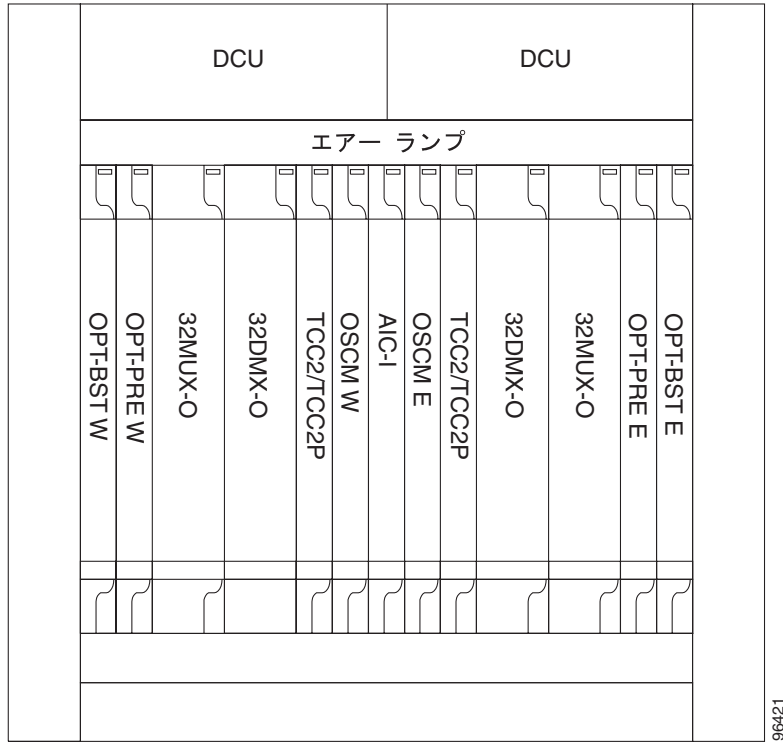 DCU
DCU
エアー ランプ
OPT-BST W
OPT-PRE W
32MUX-O
32DMX-O
TCC2/TCC2P
OSCM W
AIC-I
OSCM E
TCC2/TCC2P
32DMX-O
32MUX-O
OPT-PRE E
OPT-BST E
96421